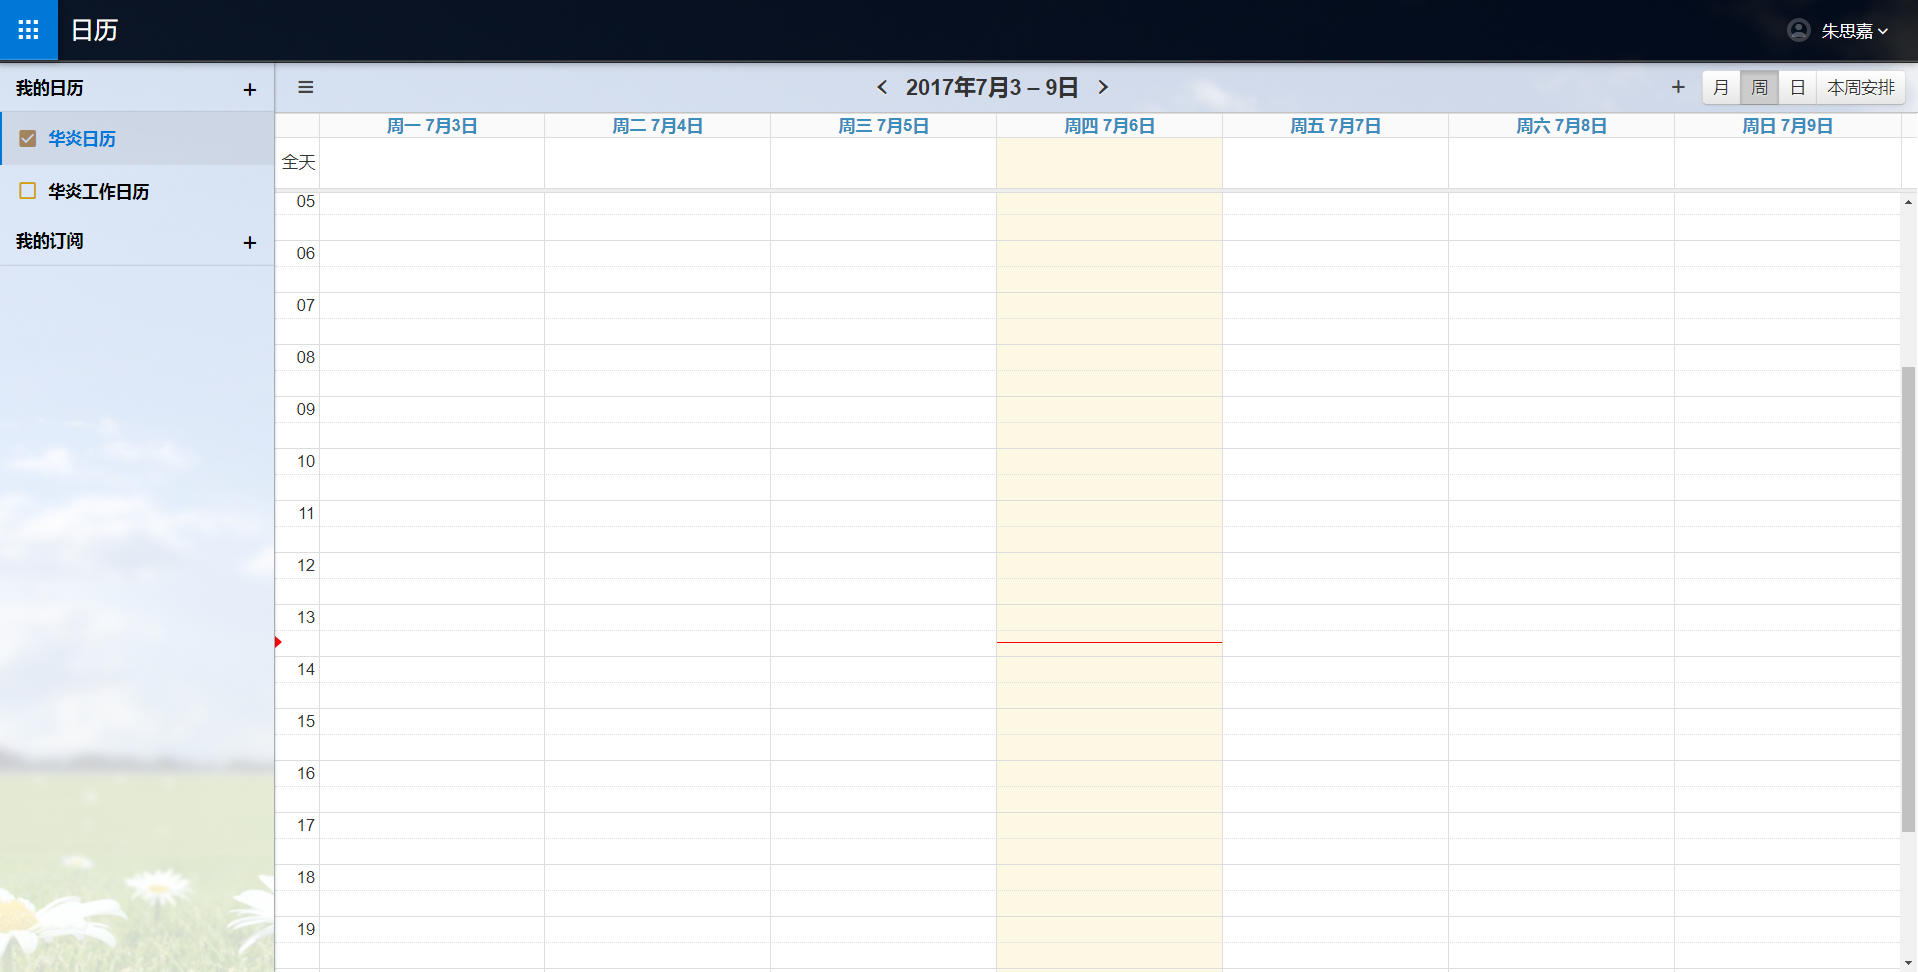 日历
朱思嘉
我的日历
华炎日历
华炎工作日历
我的订阅
2017年7月3 – 9日
月 周 日 本周安排
周一 7月3日 周二 7月4日 周三 7月5日 周四 7月6日 周五 7月7日 周六 7月8日 周日 7月9日
全天
05
06
07
08
09
10
11
12
13
14
15
16
17
18
19